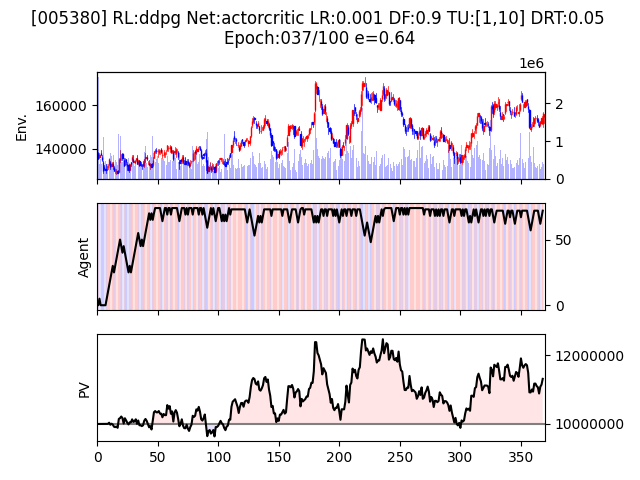 [005380] RL:ddpg Net:actorcritic LR:0.001 DF:0.9 TU:[1,10] DRT:0.05
Epoch:037/100 e=0.64
1e6
Env.
160000
140000
2
1
0
Agent
50
0
PV
12000000
10000000
0 50 100 150 200 250 300 350